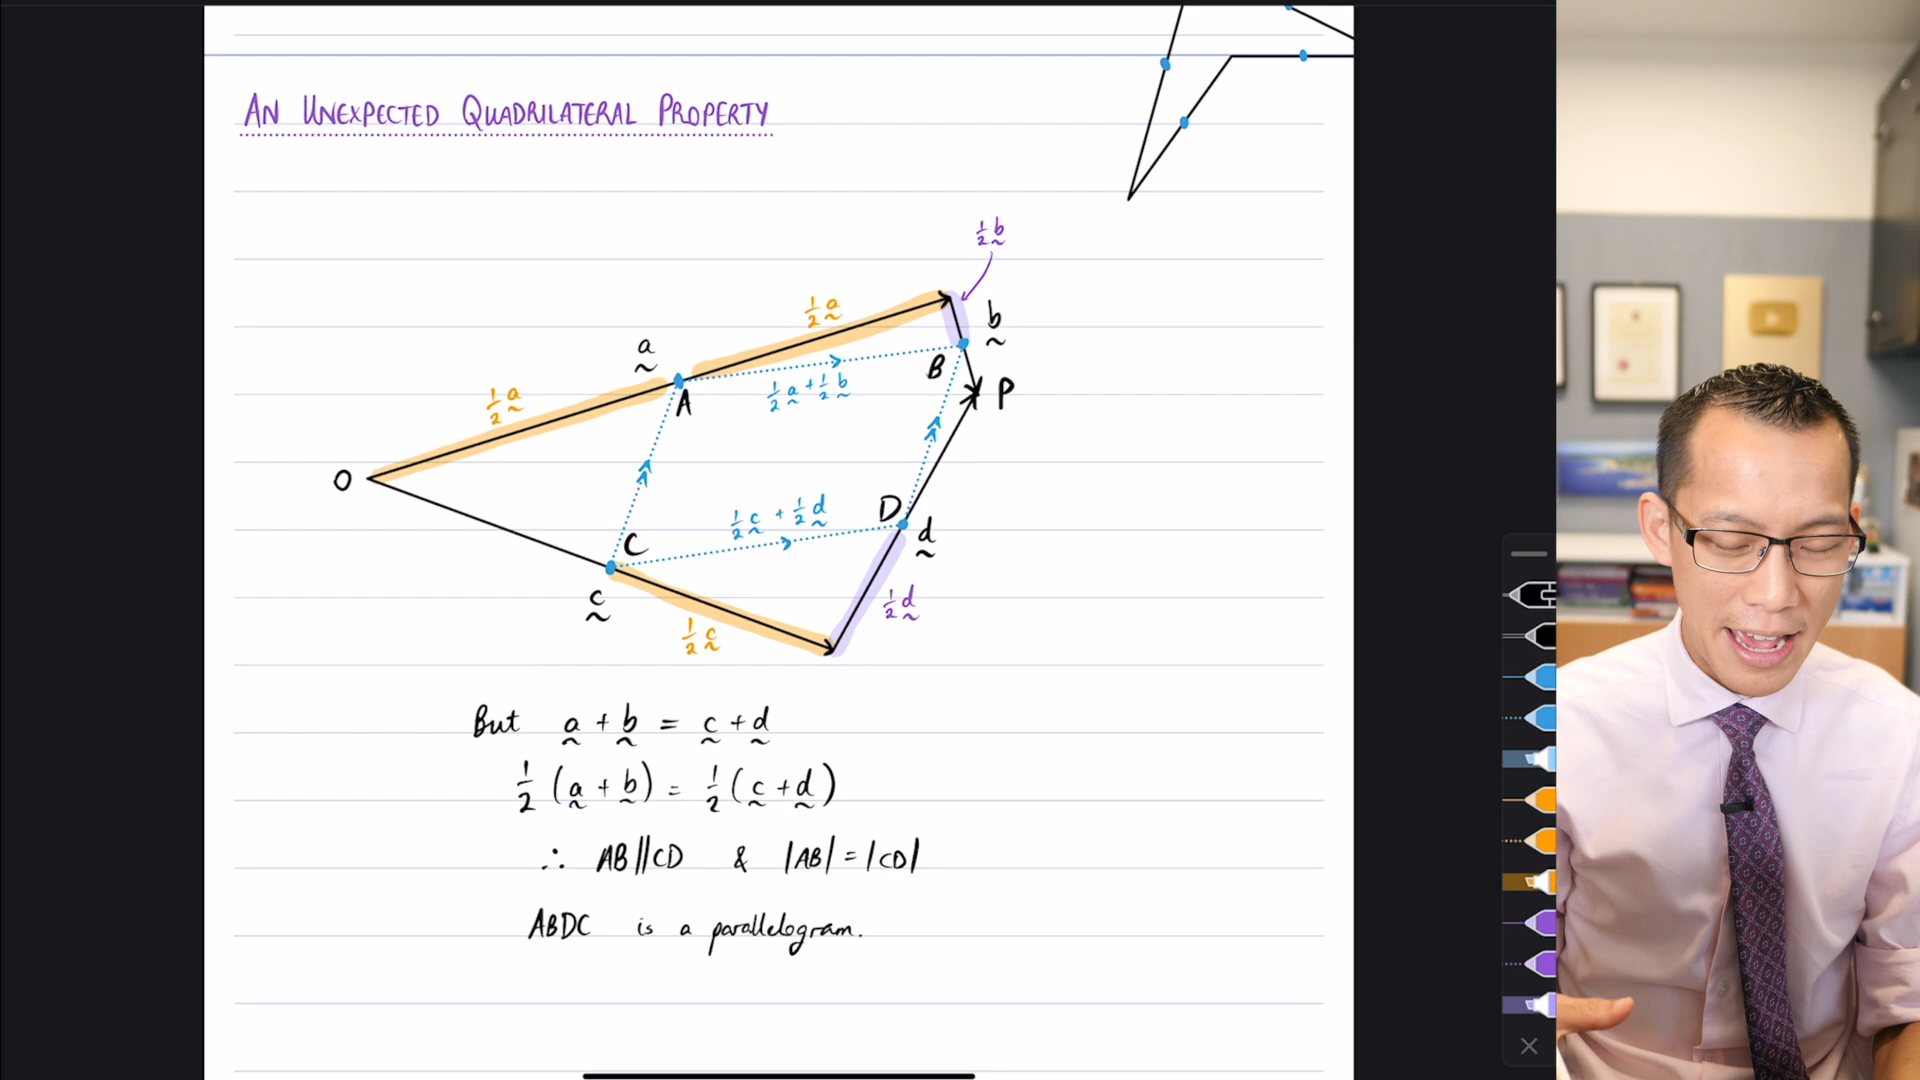 AN UNEXPECTED QUADRILATERAL PROPERTY
½b
½a
b
a
B
½a
½a + ½b
P
A
O
D
½c + ½d
C
d
c
½d
½c
But a + b = c + d
½ (a + b) = ½ (c + d)
∴ AB∥CD & |AB| = |CD|
ABDC is a parallelogram.